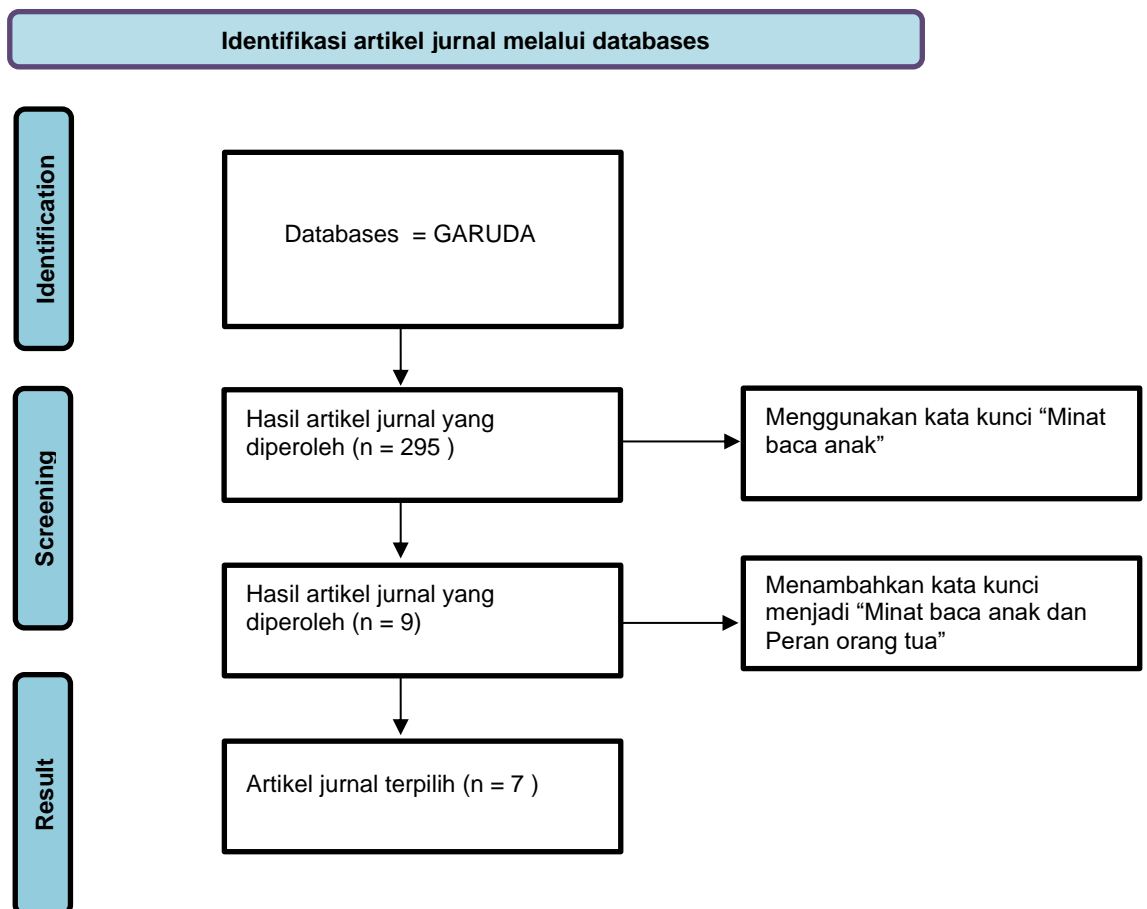 Identifikasi artikel jurnal melalui databases
Identification
Databases  = GARUDA
Screening
Hasil artikel jurnal yang
diperoleh (n = 295 )
Menggunakan kata kunci “Minat
baca anak”
Hasil artikel jurnal yang
diperoleh (n = 9)
Menambahkan kata kunci
menjadi “Minat baca anak dan
Peran orang tua”
Result
Artikel jurnal terpilih (n = 7 )